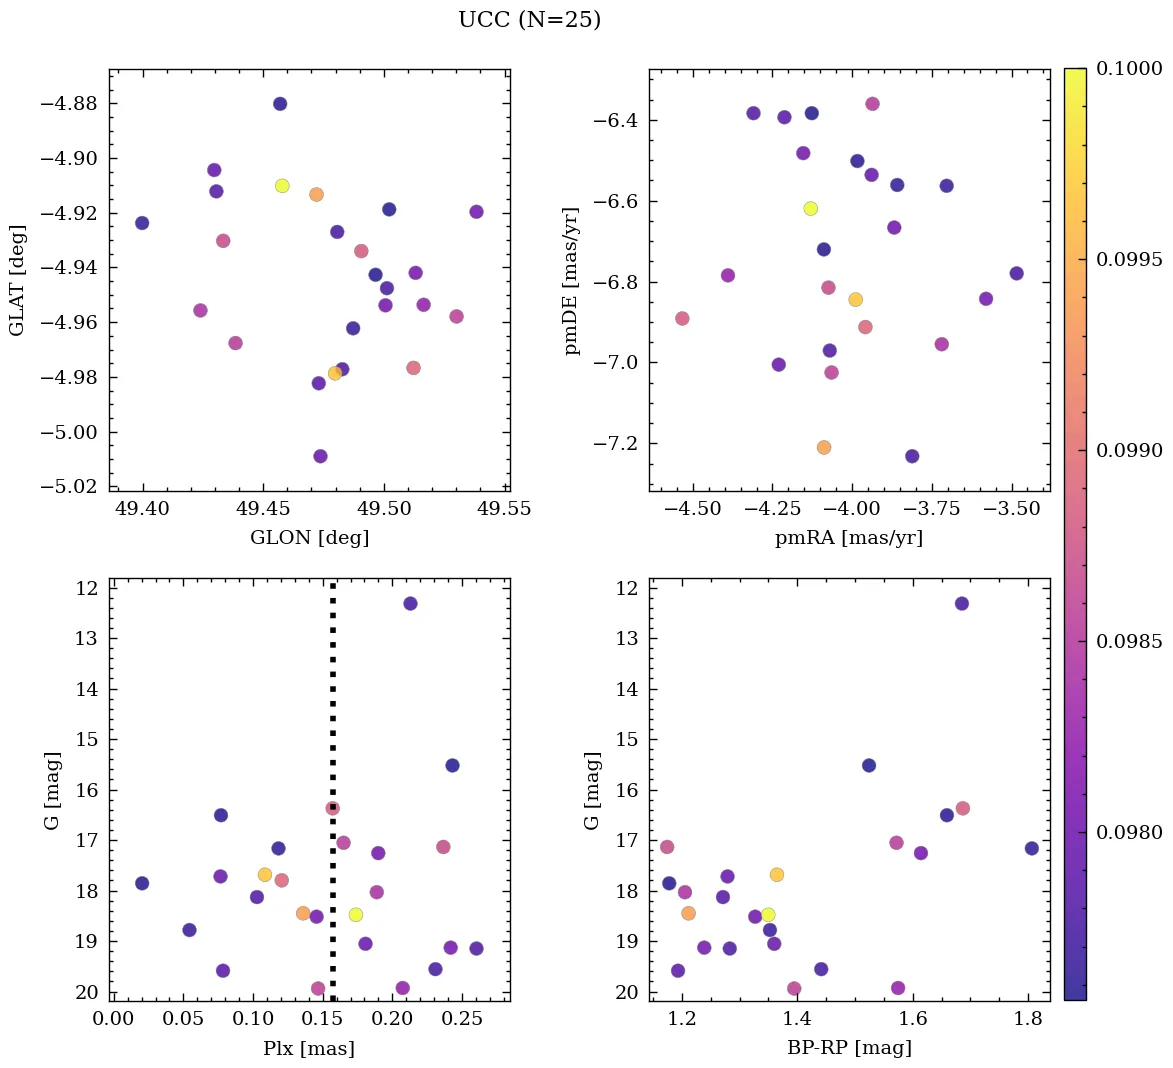 UCC (N=25)
−4.88
−4.90
−4.92
−4.94
−4.96
−4.98
−5.00
−5.02
GLAT [deg]
49.40 49.45 49.50 49.55
GLON [deg]
−6.4
−6.6
−6.8
−7.0
−7.2
pmDE [mas/yr]
−4.50 −4.25 −4.00 −3.75 −3.50
pmRA [mas/yr]
0.1000
0.0995
0.0990
0.0985
0.0980
12
13
14
15
16
17
18
19
20
G [mag]
0.00 0.05 0.10 0.15 0.20 0.25
Plx [mas]
12
13
14
15
16
17
18
19
20
G [mag]
1.2 1.4 1.6 1.8
BP-RP [mag]